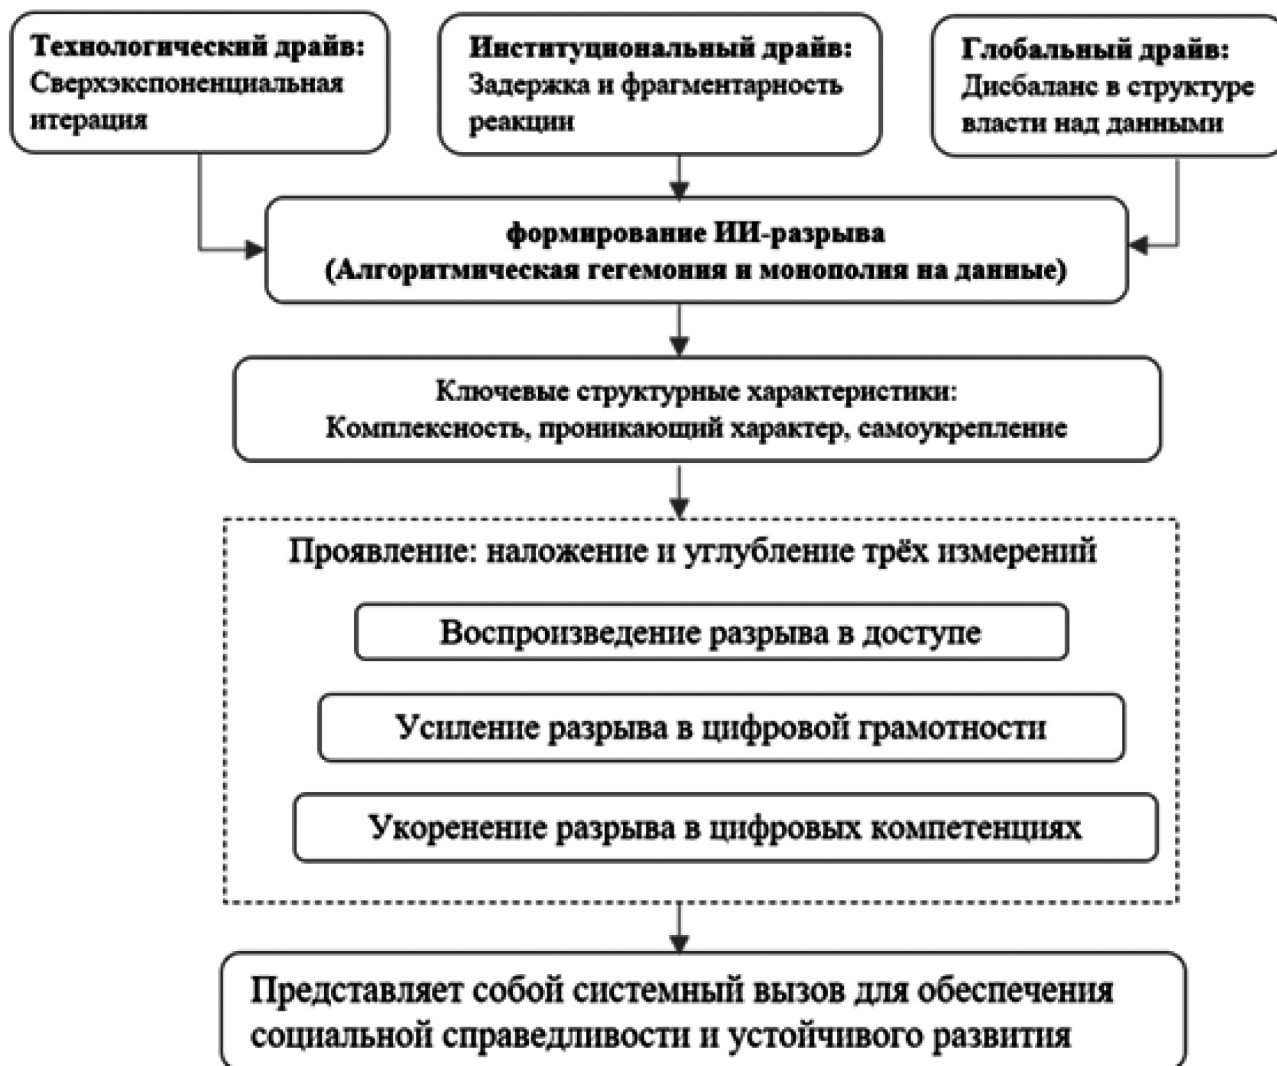 Технологический драйв:
Сверхэкспоненциальная
итерация
Институциональный драйв:
Задержка и фрагментарность
реакции
Глобальный драйв:
Дисбаланс в структуре
власти над данными
формирование ИИ-разрыва
(Алгоритмическая гегемония и монополия на данные)
Ключевые структурные характеристики:
Комплексность, проникающий характер, самоукрепление
Проявление: наложение и углубление трёх измерений
Воспроизведение разрыва в доступе
Усиление разрыва в цифровой грамотности
Укоренение разрыва в цифровых компетенциях
Представляет собой системный вызов для обеспечения
социальной справедливости и устойчивого развития